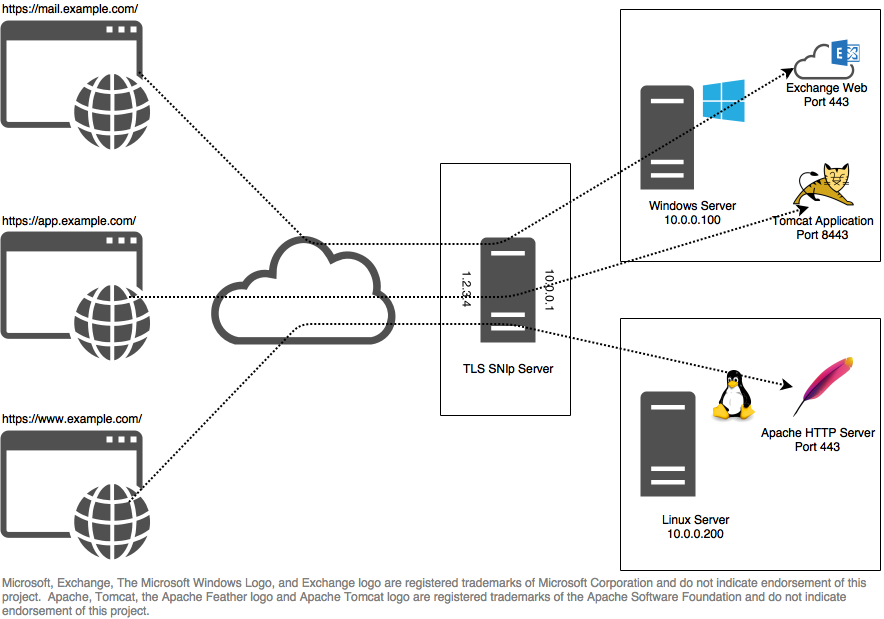 https://mail.example.com/
https://app.example.com/
https://www.example.com/
1.2.3.4
10.0.0.1
TLS SNIp Server
E
Exchange Web
Port 443
Windows Server
10.0.0.100
Tomcat Application
Port 8443
Apache HTTP Server
Port 443
Linux Server
10.0.0.200
Microsoft, Exchange, The Microsoft Windows Logo, and Exchange logo are registered trademarks of Microsoft Corporation and do not indicate endorsement of this
project.  Apache, Tomcat, the Apache Feather logo and Apache Tomcat logo are registered trademarks of the Apache Software Foundation and do not indicate
endorsement of this project.